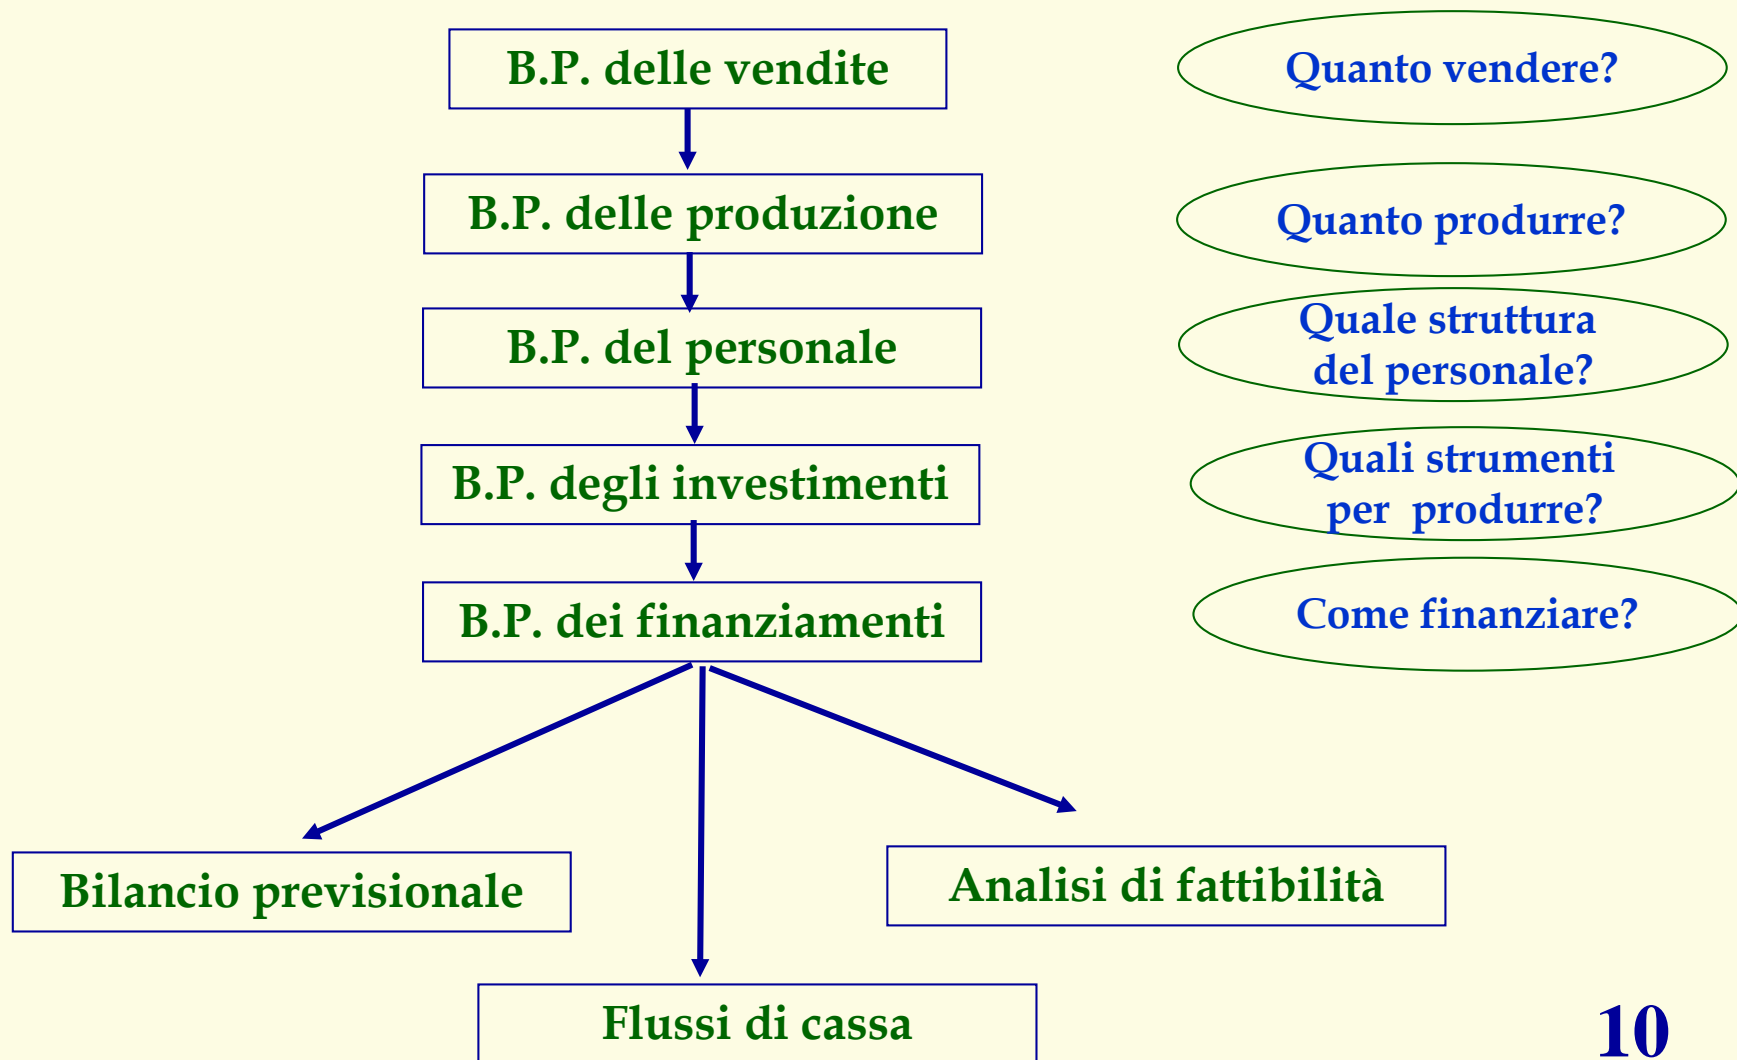 B.P. delle vendite
Quanto vendere?
B.P. delle produzione
Quanto produrre?
B.P. del personale
Quale struttura
del personale?
B.P. degli investimenti
Quali strumenti
per produrre?
B.P. dei finanziamenti
Come finanziare?
Bilancio previsionale
Analisi di fattibilità
Flussi di cassa
10